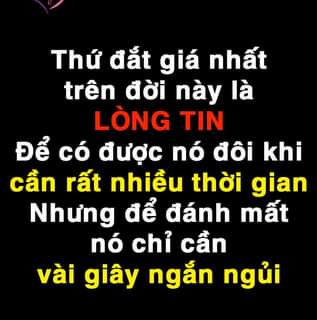 Thứ đắt giá nhất
trên đời này là
LÒNG TIN
Để có được nó đôi khi
cần rất nhiều thời gian
Nhưng để đánh mất
nó chỉ cần
vài giây ngắn ngủi